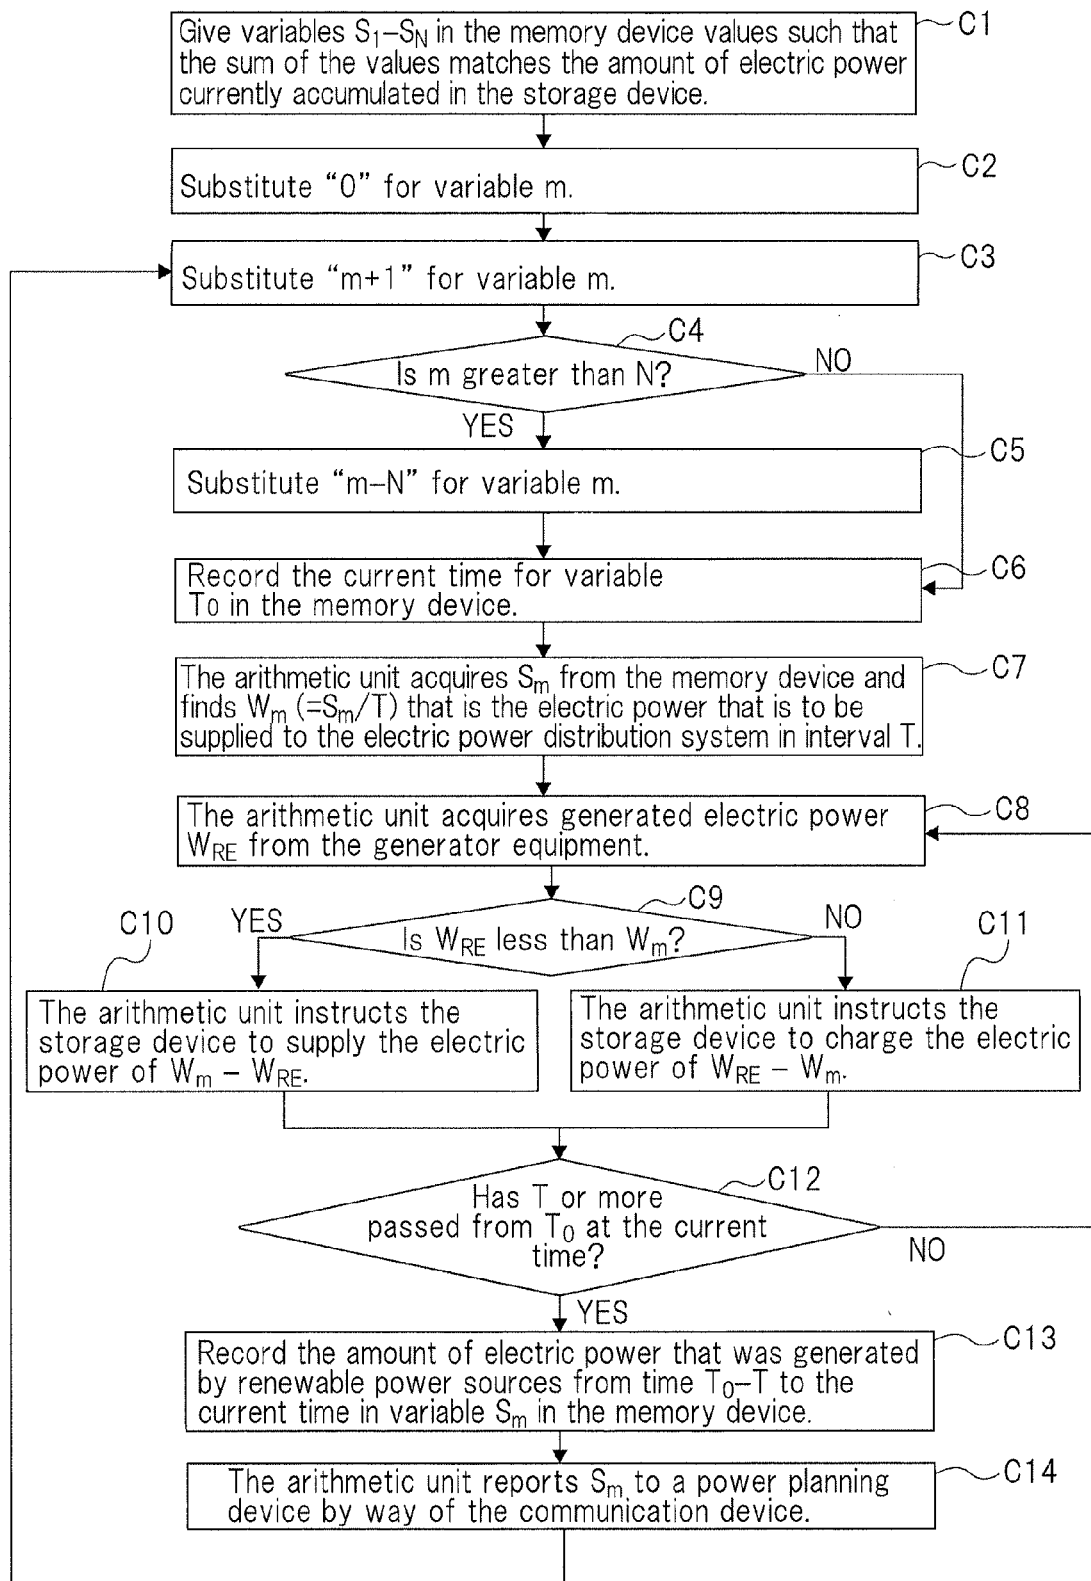 C1
Give variables S1–SN in the memory device values such that
the sum of the values matches the amount of electric power
currently accumulated in the storage device.
C2
Substitute “0” for variable m.
C3
Substitute “m+1” for variable m.
C4
Is m greater than N?
NO
YES
C5
Substitute “m–N” for variable m.
C6
Record the current time for variable
T0 in the memory device.
C7
The arithmetic unit acquires Sm from the memory device and
finds Wm (=Sm/T) that is the electric power that is to be
supplied to the electric power distribution system in interval T.
C8
The arithmetic unit acquires generated electric power
WRE from the generator equipment.
C9
Is WRE less than Wm?
YES
NO
C10
The arithmetic unit instructs the
storage device to supply the electric
power of Wm – WRE.
C11
The arithmetic unit instructs the
storage device to charge the electric
power of WRE – Wm.
C12
Has T or more
passed from T0 at the current
time?
NO
YES
C13
Record the amount of electric power that was generated
by renewable power sources from time T0–T to the
current time in variable Sm in the memory device.
C14
The arithmetic unit reports Sm to a power planning
device by way of the communication device.